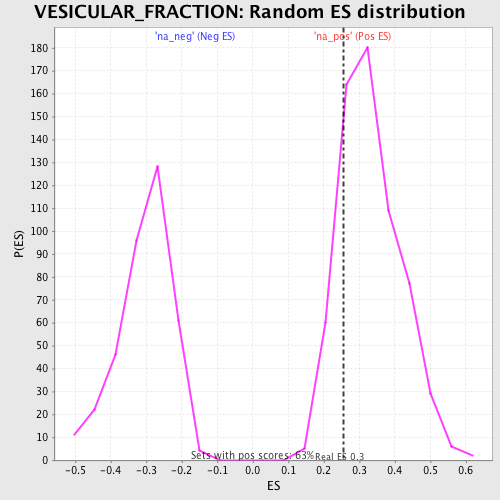 VESICULAR_FRACTION: Random ES distribution
'na_neg' (Neg ES)
'na_pos' (Pos ES)
180
170
160
150
140
130
120
110
100
90
80
70
60
50
40
30
20
10
0
P(ES)
Sets with pos scores: 63%
Real ES 0.3
-0.5 -0.4 -0.3 -0.2 -0.1 0.0 0.1 0.2 0.3 0.4 0.5 0.6
ES